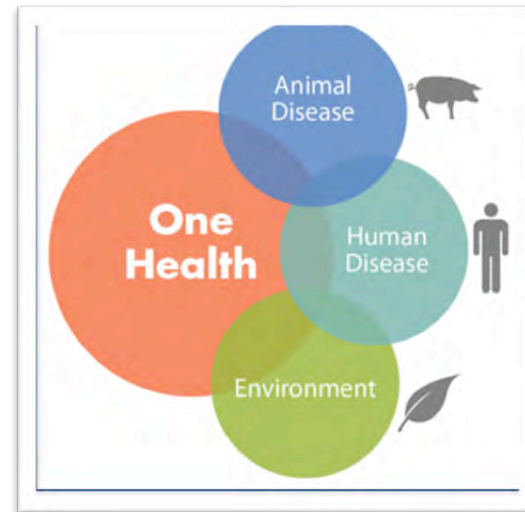 Animal
Disease
One
Health
Human
Disease
Environment